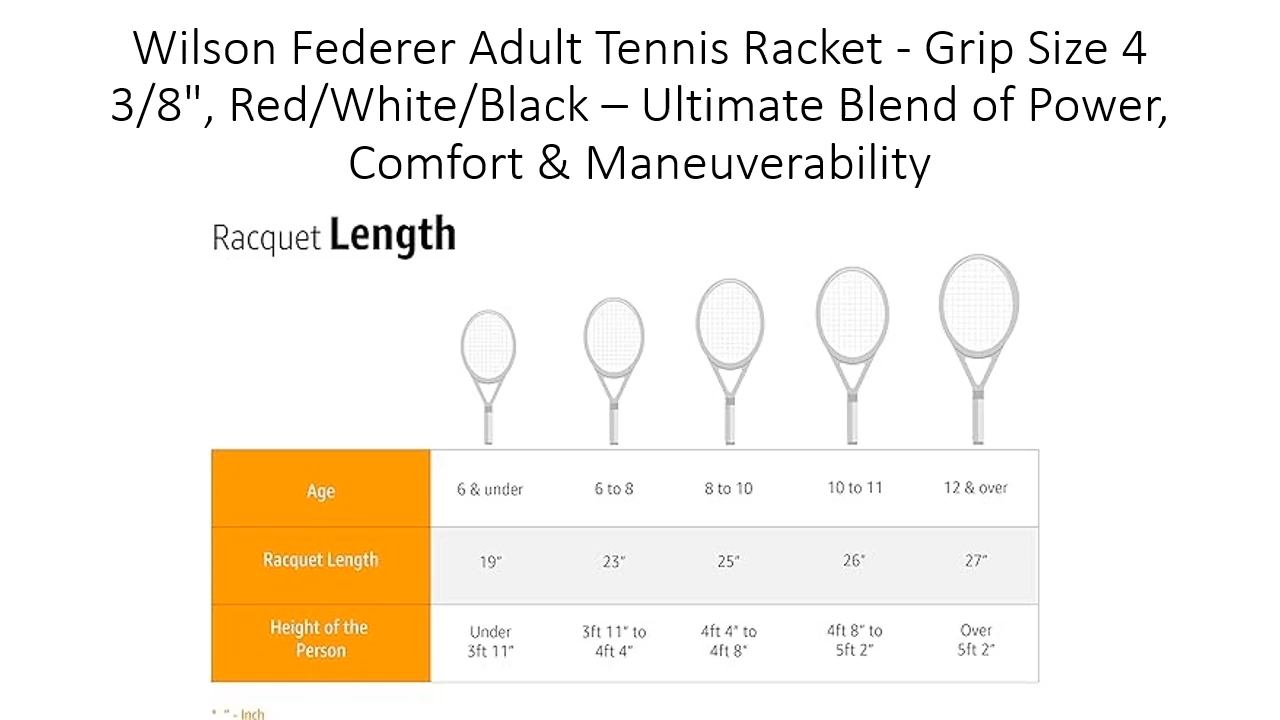 Wilson Federer Adult Tennis Racket - Grip Size 4
3/8", Red/White/Black – Ultimate Blend of Power,
Comfort & Maneuverability
Racquet Length
Age 6 & under 6 to 8 8 to 10 10 to 11 12 & over
Racquet Length 19" 23" 25" 26" 27"
Height of the Person Under 3ft 11" 3ft 11" to 4ft 4" 4ft 4" to 4ft 8" 4ft 8" to 5ft 2" Over 5ft 2"
* " - Inch